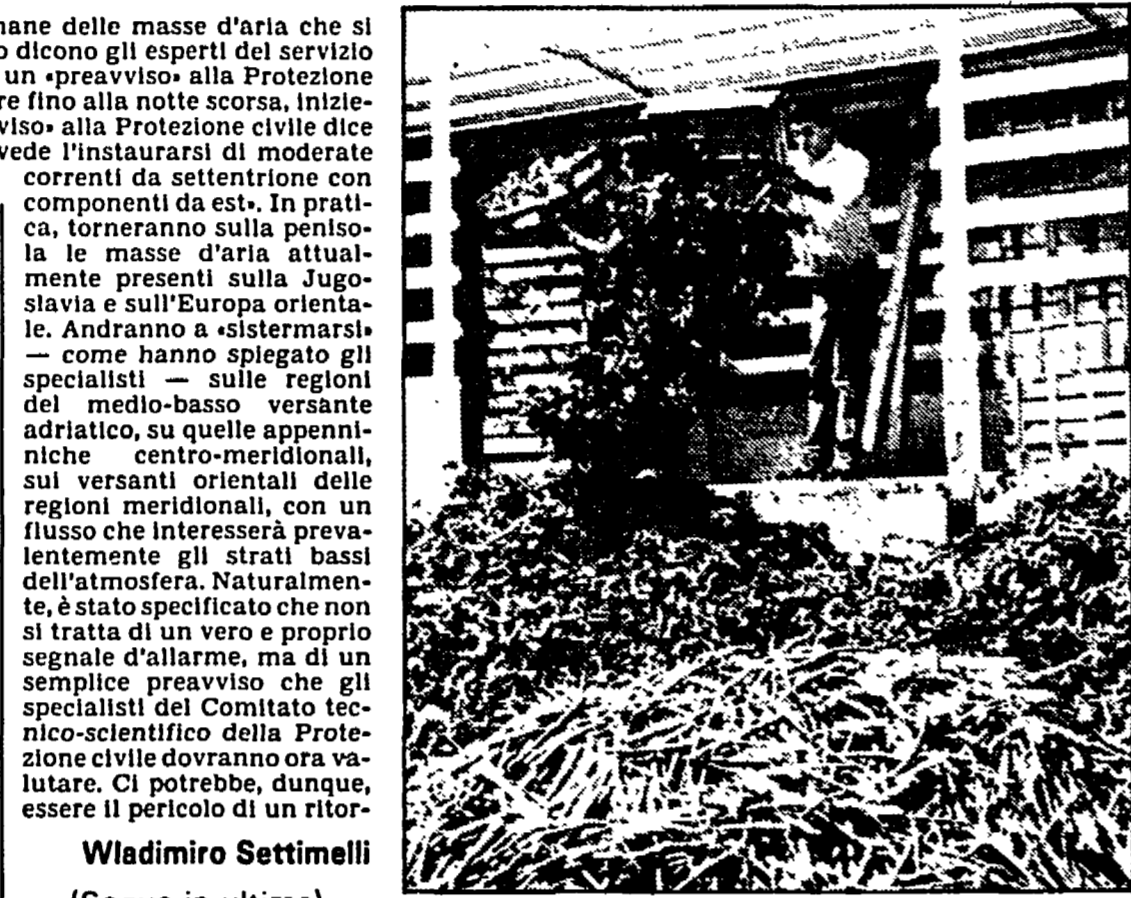 mane delle masse d'aria che si
o dicono gli esperti del servizio
un «preavviso» alla Protezione
re fino alla notte scorsa, inizie-
viso» alla Protezione civile dice
vede l'instaurarsi di moderate
correnti da settentrione con
componenti da est». In prati-
ca, torneranno sulla peniso-
la le masse d'aria attual-
mente presenti sulla Jugo-
slavia e sull'Europa orienta-
le. Andranno a «sistermarsi»
— come hanno spiegato gli
specialisti — sulle regioni
del medio-basso versante
adriatico, su quelle appenni-
niche centro-meridionali,
sui versanti orientali delle
regioni meridionali, con un
flusso che interesserà preva-
lentemente gli strati bassi
dell'atmosfera. Naturalmen-
te, è stato specificato che non
si tratta di un vero e proprio
segnale d'allarme, ma di un
semplice preavviso che gli
specialisti del Comitato tec-
nico-scientifico della Prote-
zione civile dovranno ora va-
lutare. Ci potrebbe, dunque,
essere il pericolo di un ritor-
Wladimiro Settimelli
(Segue in ultima)